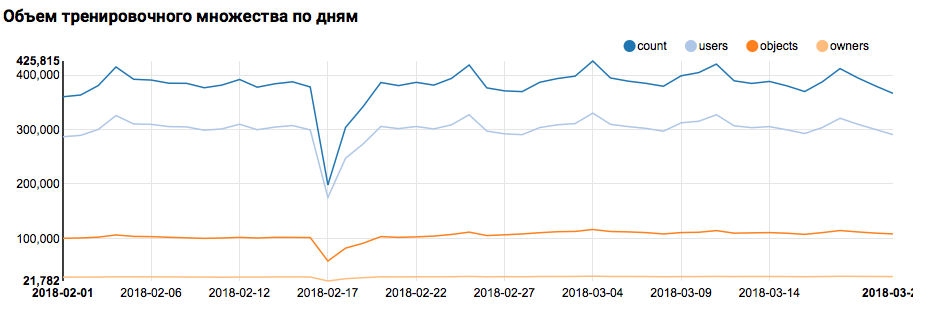 Объем тренировочного множества по дням
count users objects owners
425,815
400,000
300,000
200,000
100,000
21,782
2018-02-01 2018-02-06 2018-02-12 2018-02-17 2018-02-22 2018-02-27 2018-03-04 2018-03-09 2018-03-14